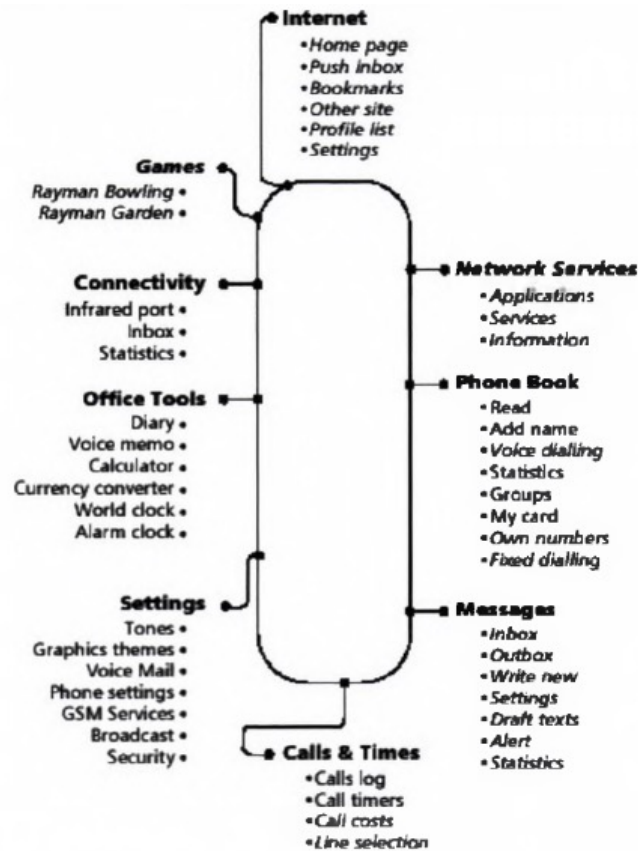 Internet
•Home page
•Push inbox
•Bookmarks
•Other site
•Profile list
•Settings
Games
Rayman Bowling •
Rayman Garden •
Connectivity
Infrared port •
Inbox •
Statistics •
Office Tools
Diary •
Voice memo •
Calculator •
Currency converter •
World clock •
Alarm clock •
Settings
Tones •
Graphics themes •
Voice Mail •
Phone settings •
GSM Services •
Broadcast •
Security •
Calls & Times
•Calls log
•Call timers
•Call costs
•Line selection
Network Services
•Applications
•Services
•Information
Phone Book
•Read
•Add name
•Voice dialling
•Statistics
•Groups
•My card
•Own numbers
•Fixed dialling
Messages
•Inbox
•Outbox
•Write new
•Settings
•Draft texts
•Alert
•Statistics